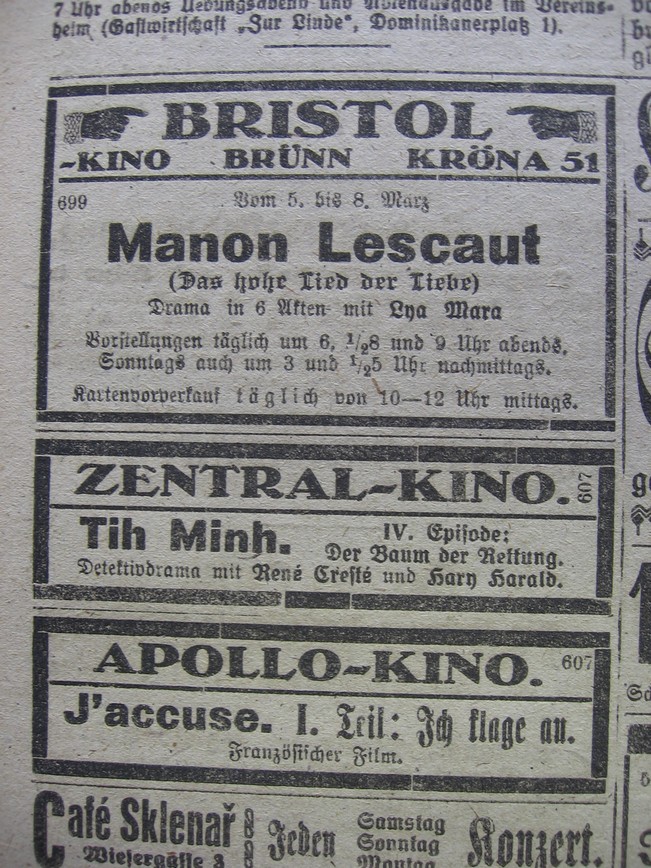 7 Uhr abends Uebungsabend und Notenausgabe im Vereins-
heim (Gastwirtschaft „Zur Linde“, Dominikanerplatz 1).
BRISTOL
-KINO BRÜNN KRÖNA 51
699 Vom 5. bis 8. März
Manon Lescaut
(Das hohe Lied der Liebe)
Drama in 6 Akten mit Lya Mara
Vorstellungen täglich um 6, 1/28 und 9 Uhr abends.
Sonntags auch um 3 und 1/25 Uhr nachmittags.
Kartenvorverkauf täglich von 10—12 Uhr mittags.
ZENTRAL-KINO. 607
Tih Minh. IV. Episode:
Der Baum der Rettung.
Detektivdrama mit René Cresté und Hary Harald.
APOLLO-KINO. 607
J'accuse. I. Teil: Ich klage an.
Französischer Film.
Café Sklenař Jeden Samstag
Sonntag
Montag
Konzert.
Wiesergasse 3